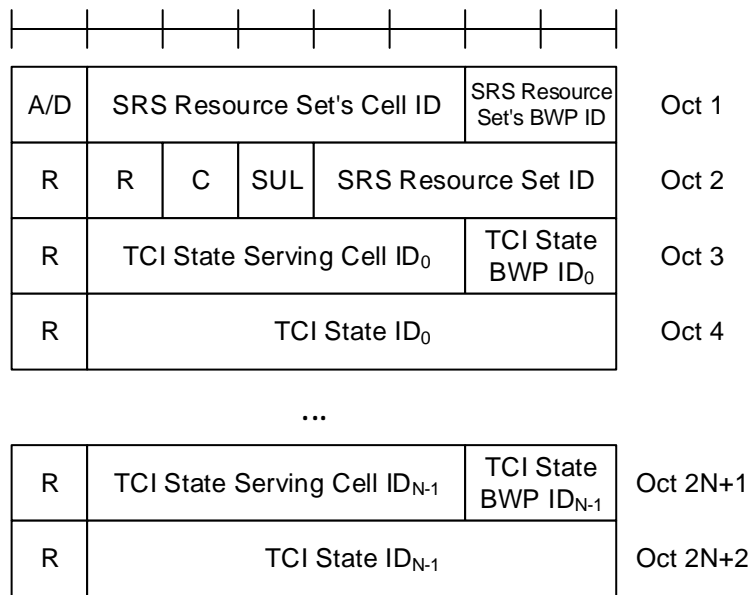 A/D SRS Resource Set's Cell ID SRS Resource Set's BWP ID Oct 1
R R C SUL SRS Resource Set ID Oct 2
R TCI State Serving Cell ID0 TCI State BWP ID0 Oct 3
R TCI State ID0 Oct 4
...
R TCI State Serving Cell IDN-1 TCI State BWP IDN-1 Oct 2N+1
R TCI State IDN-1 Oct 2N+2